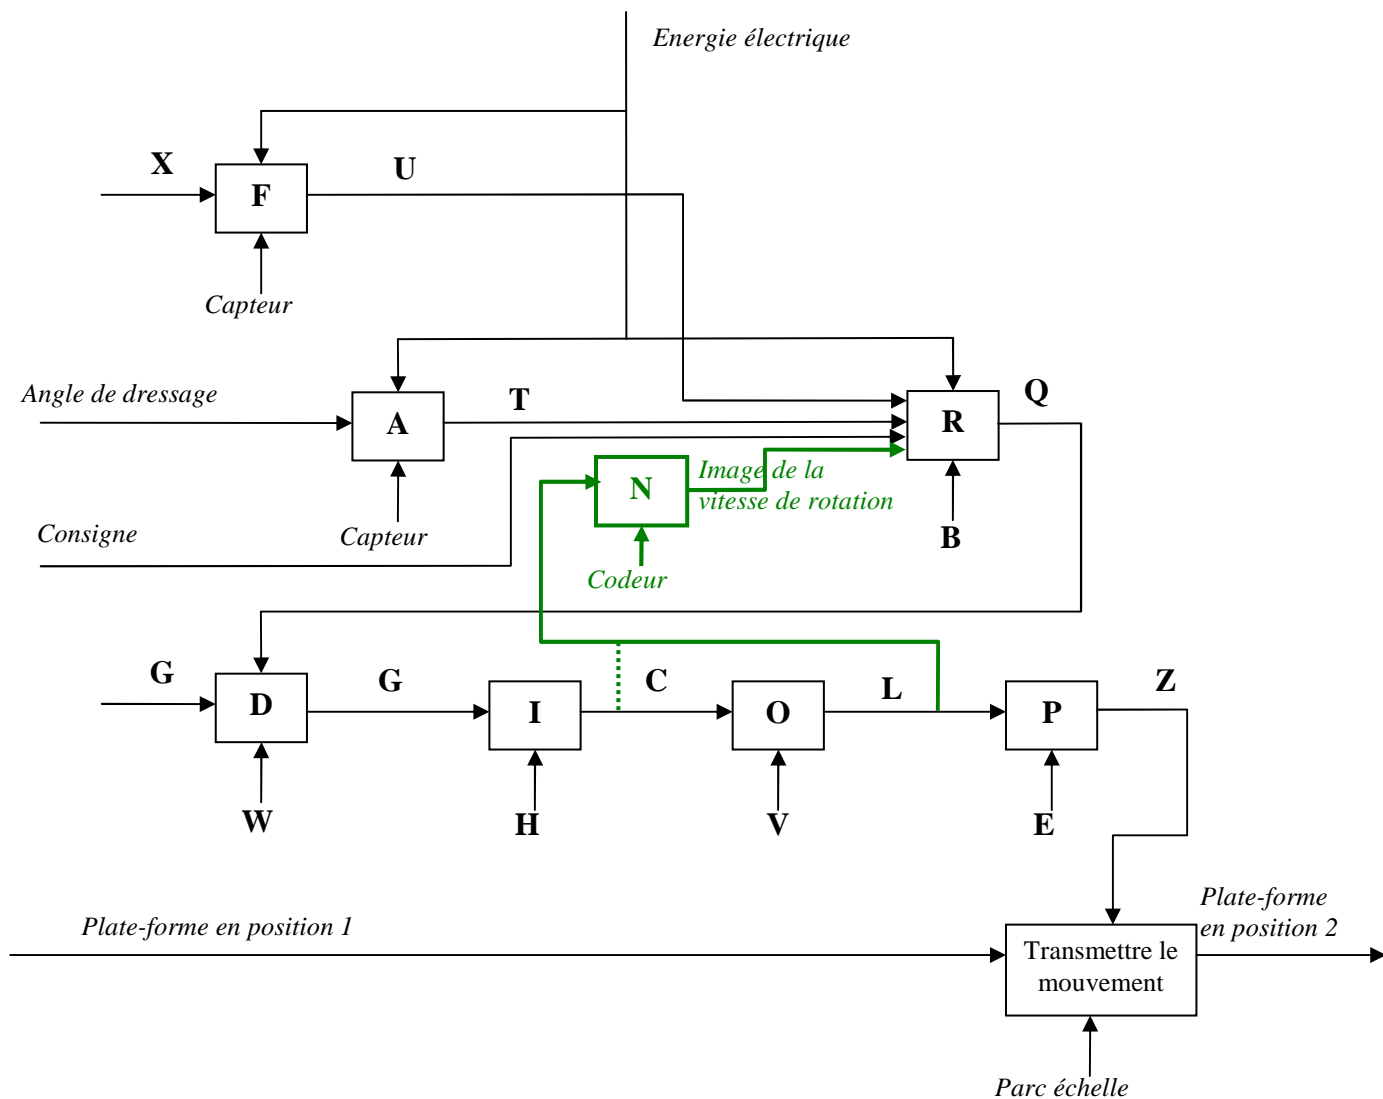 Energie électrique
X
U
F
Capteur
Angle de dressage
T
Q
A
R
Image de la
vitesse de rotation
N
Consigne
Capteur
B
Codeur
G
G
C
L
Z
D
I
O
P
W
H
V
E
Plate-forme en position 1
Plate-forme
en position 2
Transmettre le
mouvement
Parc échelle